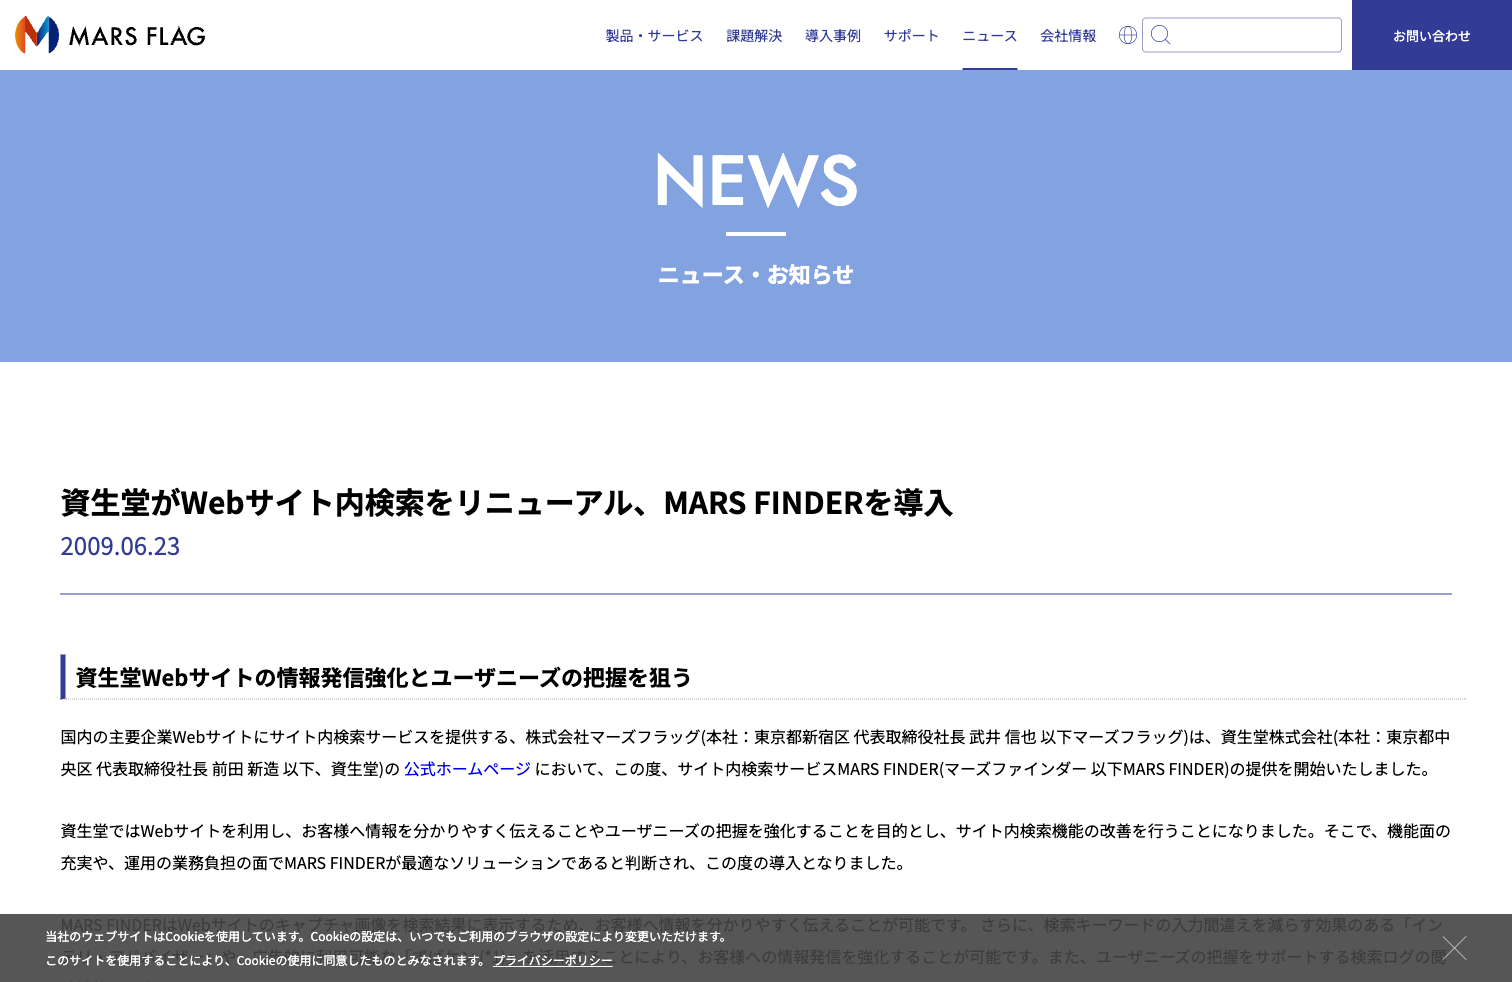 MARS FLAG
製品・サービス 課題解決 導入事例 サポート ニュース 会社情報 お問い合わせ
NEWS
ニュース・お知らせ
資生堂がWebサイト内検索をリニューアル、MARS FINDERを導入
2009.06.23
資生堂Webサイトの情報発信強化とユーザニーズの把握を狙う
国内の主要企業Webサイトにサイト内検索サービスを提供する、株式会社マーズフラッグ(本社：東京都新宿区 代表取締役社長 武井 信也 以下マーズフラッグ)は、資生堂株式会社(本社：東京都中
央区 代表取締役社長 前田 新造 以下、資生堂)の 公式ホームページ において、この度、サイト内検索サービスMARS FINDER(マーズファインダー 以下MARS FINDER)の提供を開始いたしました。
資生堂ではWebサイトを利用し、お客様へ情報を分かりやすく伝えることやユーザニーズの把握を強化することを目的とし、サイト内検索機能の改善を行うことになりました。そこで、機能面の
充実や、運用の業務負担の面でMARS FINDERが最適なソリューションであると判断され、この度の導入となりました。
MARS FINDERはWebサイトのキャプチャ画像を検索結果に表示するため、お客様へ情報を分かりやすく伝えることが可能です。 さらに、検索キーワードの入力間違えを減らす効果のある「イン
ことにより、お客様への情報発信を強化することが可能です。また、ユーザニーズの把握をサポートする検索ログの閲
当社のウェブサイトはCookieを使用しています。Cookieの設定は、いつでもご利用のブラウザの設定により変更いただけます。
このサイトを使用することにより、Cookieの使用に同意したものとみなされます。 プライバシーポリシー